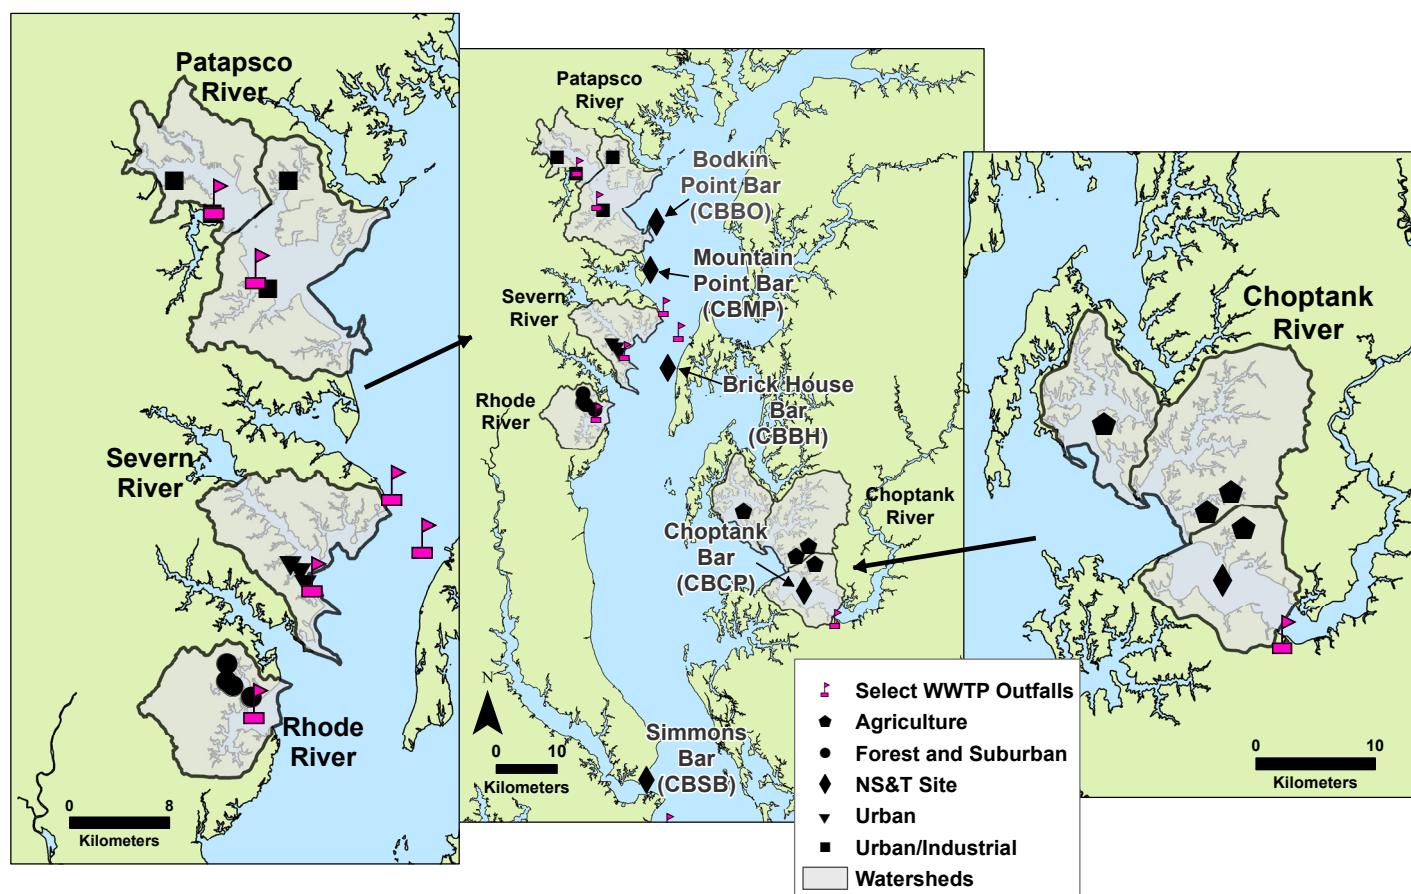 Patapsco
River
Severn
River
Rhode
River
0
8
Kilometers
Patapsco
River
Bodkin
Point Bar
(CBBO)
Mountain
Point Bar
(CBMP)
Severn
River
Brick House
Bar
(CBBH)
Rhode
River
Choptank
River
Choptank
Bar
(CBCP)
Simmons
Bar
(CBSB)
N
0
10
Kilometers
Choptank
River
0
10
Kilometers
Select WWTP Outfalls
Agriculture
Forest and Suburban
NS&T Site
Urban
Urban/Industrial
Watersheds